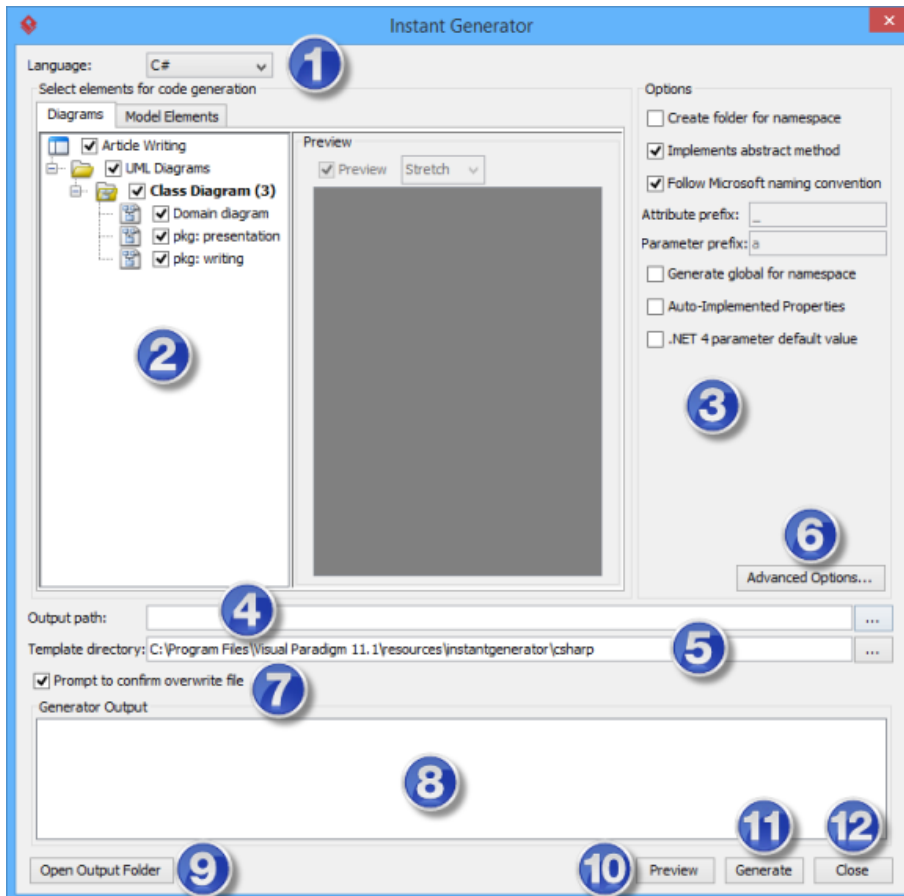 Instant Generator
Language: C# 1
Select elements for code generation
Diagrams Model Elements
Article Writing
UML Diagrams
Class Diagram (3)
Domain diagram
pkg: presentation
pkg: writing
2
Preview
Preview Stretch
Options
Create folder for namespace
Implements abstract method
Follow Microsoft naming convention
Attribute prefix: _
Parameter prefix: a
Generate global for namespace
Auto-Implemented Properties
.NET 4 parameter default value
3
6
Advanced Options...
Output path: 4 ...
Template directory: C:\Program Files\Visual Paradigm 11.1\resources\instantgenerator\csharp 5 ...
Prompt to confirm overwrite file 7
Generator Output
8
Open Output Folder 9 10 Preview 11 Generate 12 Close